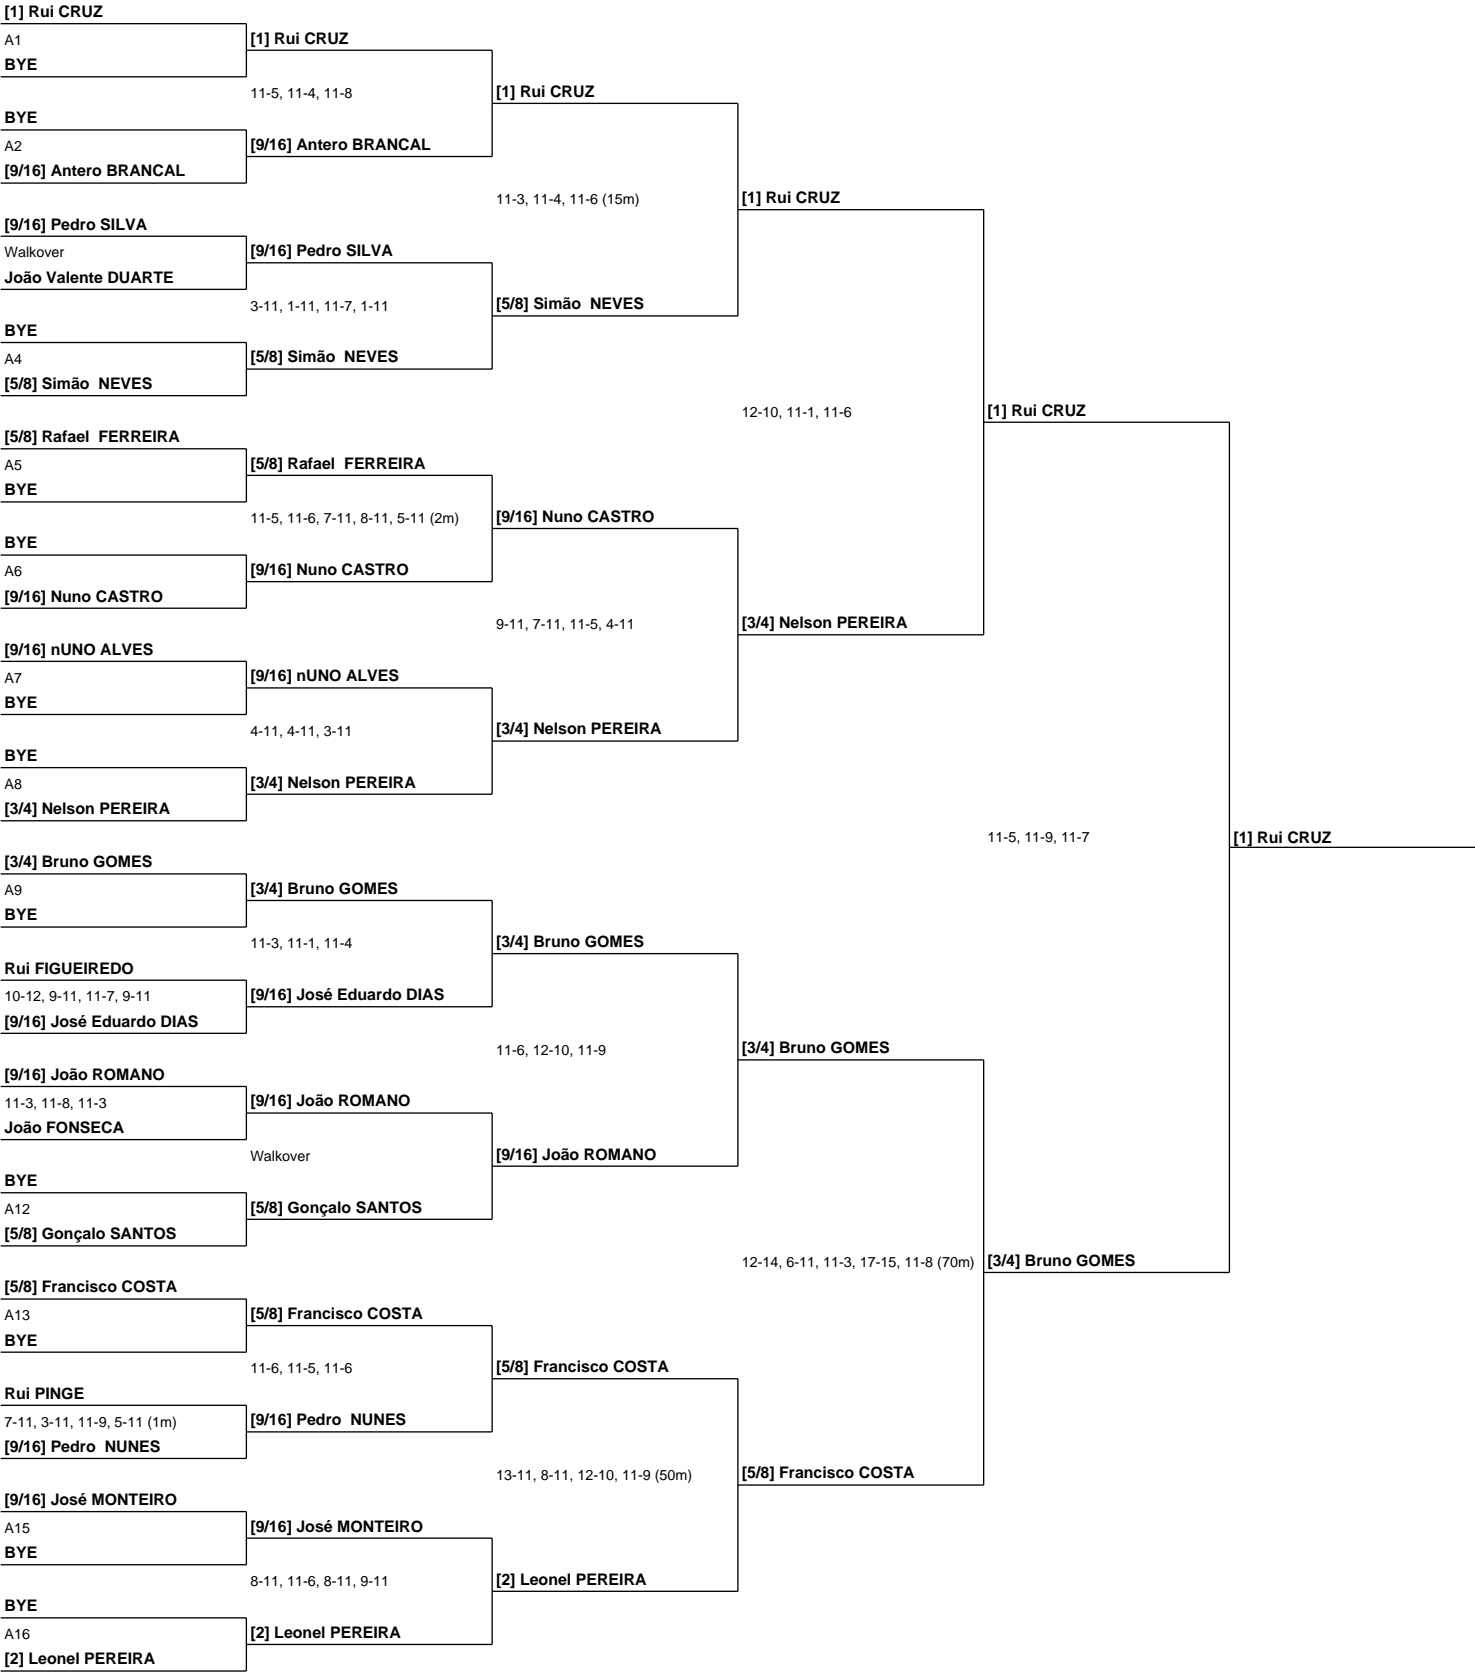 [1] Rui CRUZ
A1
[1] Rui CRUZ
BYE
11-5, 11-4, 11-8
[1] Rui CRUZ
BYE
A2
[9/16] Antero BRANCAL
[9/16] Antero BRANCAL
11-3, 11-4, 11-6 (15m)
[1] Rui CRUZ
[9/16] Pedro SILVA
Walkover
[9/16] Pedro SILVA
João Valente DUARTE
3-11, 1-11, 11-7, 1-11
[5/8] Simão  NEVES
BYE
A4
[5/8] Simão  NEVES
[5/8] Simão  NEVES
12-10, 11-1, 11-6
[1] Rui CRUZ
[5/8] Rafael  FERREIRA
A5
[5/8] Rafael  FERREIRA
BYE
11-5, 11-6, 7-11, 8-11, 5-11 (2m)
[9/16] Nuno CASTRO
BYE
A6
[9/16] Nuno CASTRO
[9/16] Nuno CASTRO
9-11, 7-11, 11-5, 4-11
[3/4] Nelson PEREIRA
[9/16] nUNO ALVES
A7
[9/16] nUNO ALVES
BYE
4-11, 4-11, 3-11
[3/4] Nelson PEREIRA
BYE
A8
[3/4] Nelson PEREIRA
[3/4] Nelson PEREIRA
11-5, 11-9, 11-7
[1] Rui CRUZ
[3/4] Bruno GOMES
A9
[3/4] Bruno GOMES
BYE
11-3, 11-1, 11-4
[3/4] Bruno GOMES
Rui FIGUEIREDO
10-12, 9-11, 11-7, 9-11
[9/16] José Eduardo DIAS
[9/16] José Eduardo DIAS
11-6, 12-10, 11-9
[3/4] Bruno GOMES
[9/16] João ROMANO
11-3, 11-8, 11-3
[9/16] João ROMANO
João FONSECA
Walkover
[9/16] João ROMANO
BYE
A12
[5/8] Gonçalo SANTOS
[5/8] Gonçalo SANTOS
12-14, 6-11, 11-3, 17-15, 11-8 (70m)
[3/4] Bruno GOMES
[5/8] Francisco COSTA
A13
[5/8] Francisco COSTA
BYE
11-6, 11-5, 11-6
[5/8] Francisco COSTA
Rui PINGE
7-11, 3-11, 11-9, 5-11 (1m)
[9/16] Pedro  NUNES
[9/16] Pedro  NUNES
13-11, 8-11, 12-10, 11-9 (50m)
[5/8] Francisco COSTA
[9/16] José MONTEIRO
A15
[9/16] José MONTEIRO
BYE
8-11, 11-6, 8-11, 9-11
[2] Leonel PEREIRA
BYE
A16
[2] Leonel PEREIRA
[2] Leonel PEREIRA